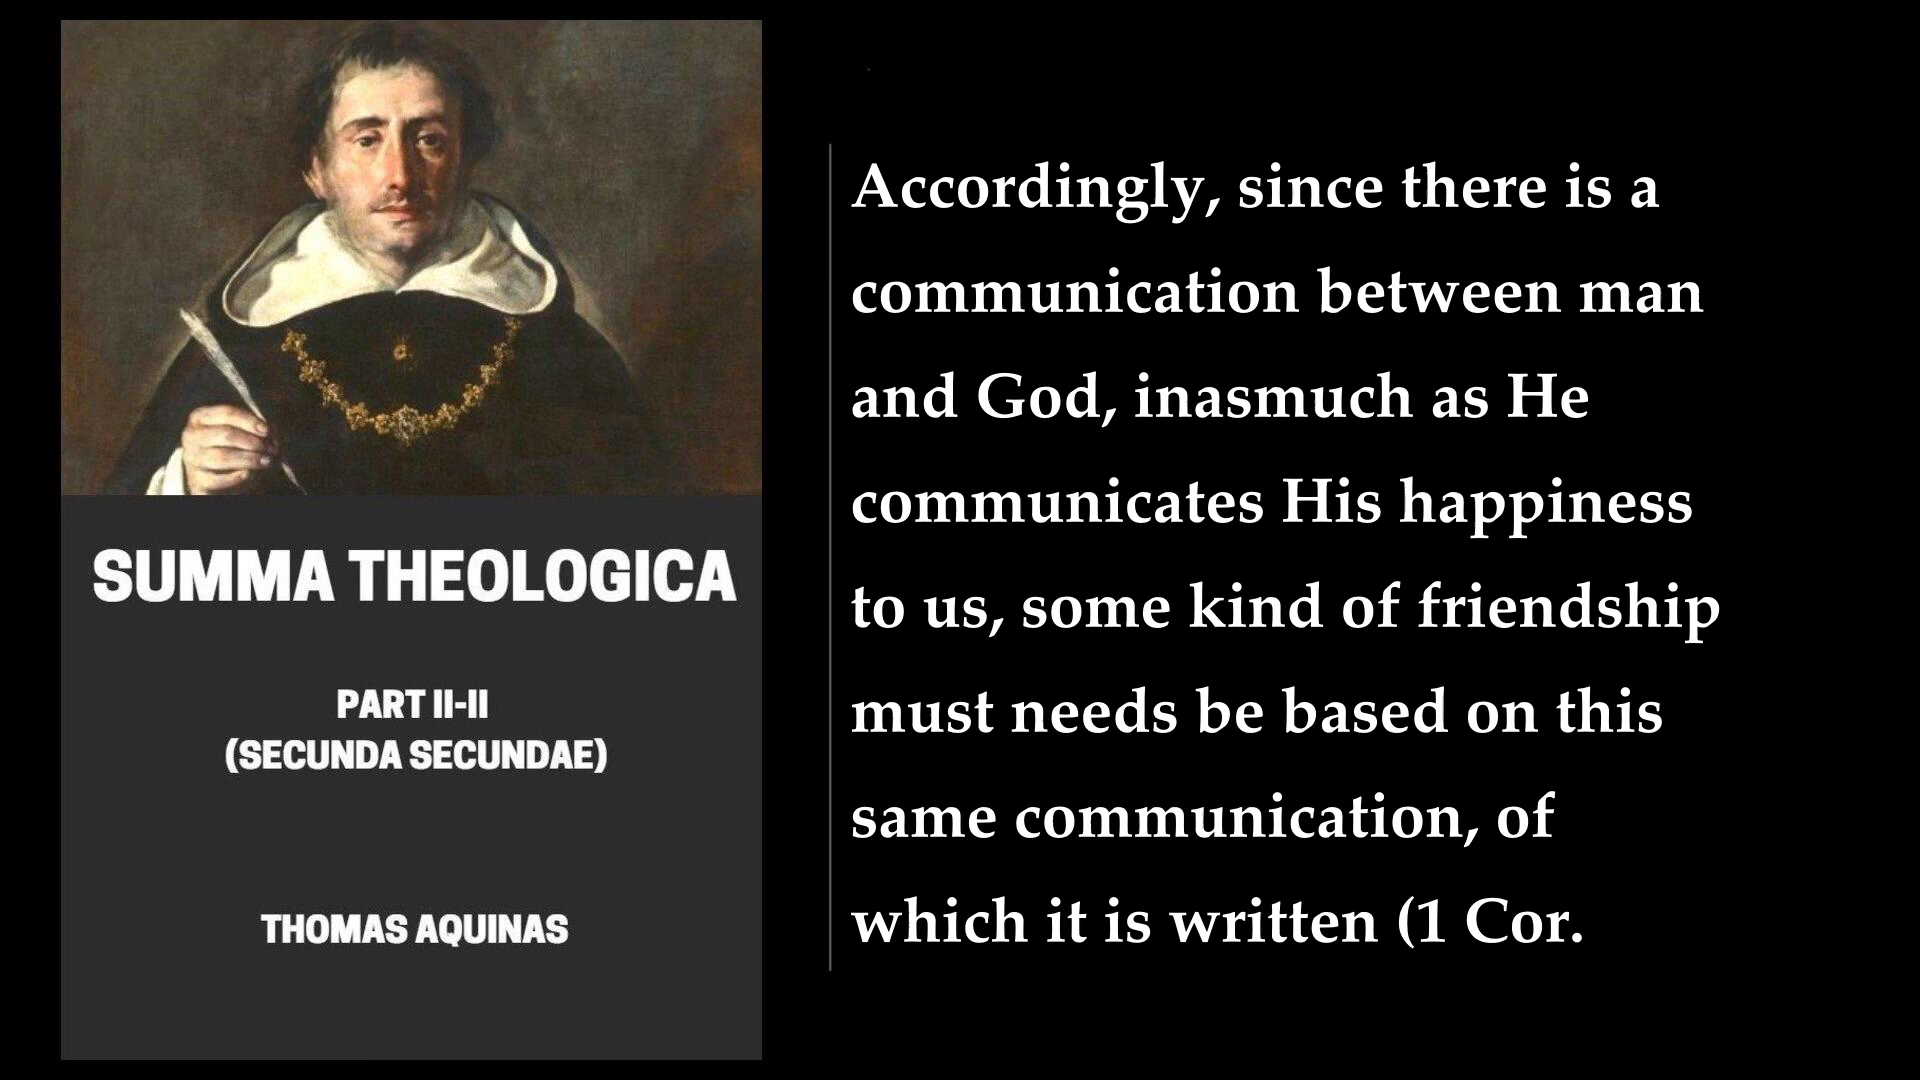 SUMMA THEOLOGICA
PART II-II
(SECUNDA SECUNDAE)
THOMAS AQUINAS
Accordingly, since there is a
communication between man
and God, inasmuch as He
communicates His happiness
to us, some kind of friendship
must needs be based on this
same communication, of
which it is written (1 Cor.